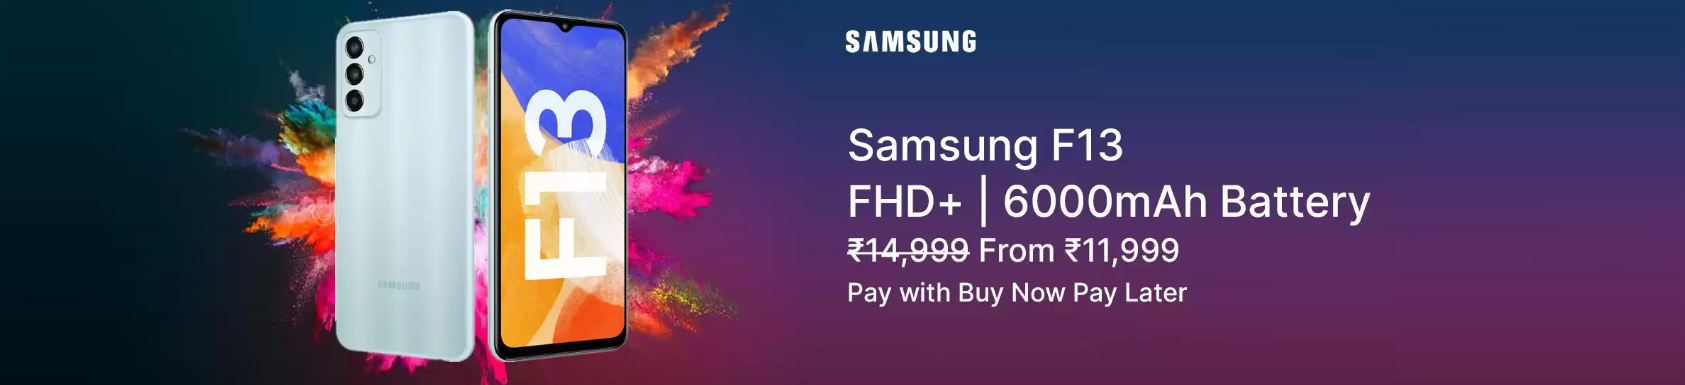 SAMSUNG
F13
SAMSUNG
Samsung F13
FHD+ | 6000mAh Battery
₹14,999 From ₹11,999
Pay with Buy Now Pay Later